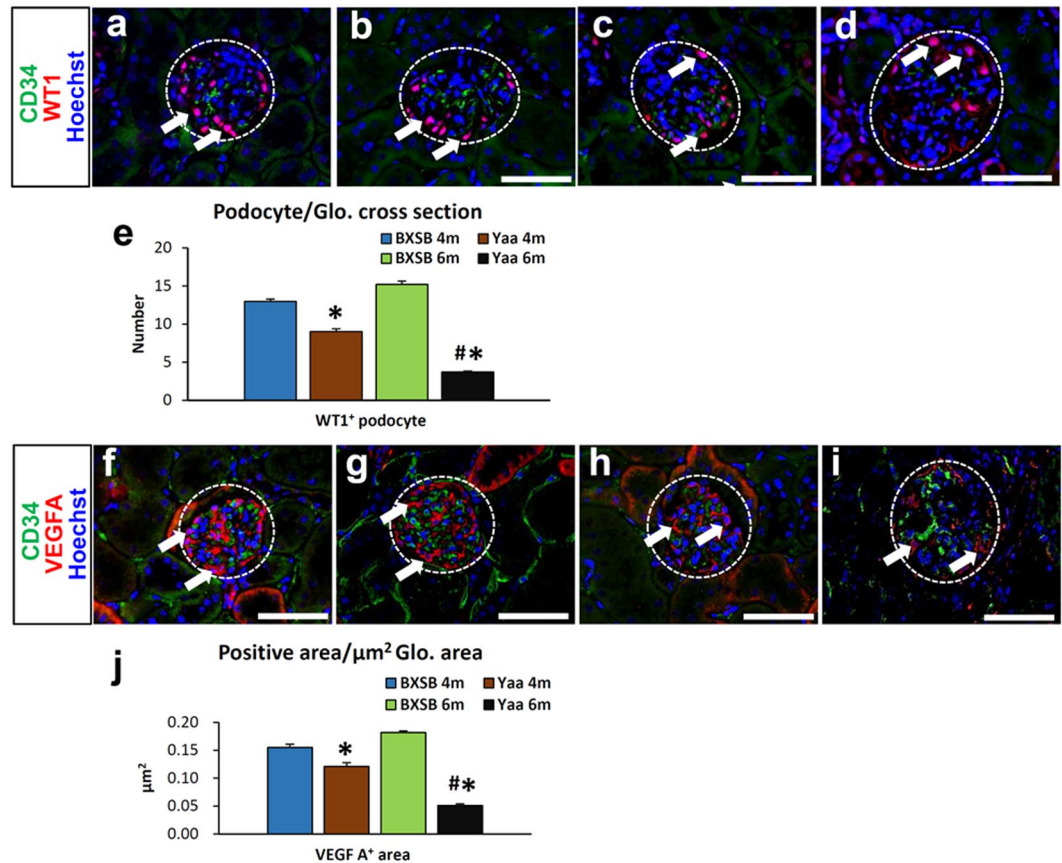 CD34
WT1
Hoechst
a
b
c
d
e
Podocyte/Glo. cross section
BXSB 4m
Yaa 4m
BXSB 6m
Yaa 6m
Number
20
15
10
5
0
*
#*
WT1⁺ podocyte
CD34
VEGFA
Hoechst
f
g
h
i
j
Positive area/µm² Glo. area
BXSB 4m
Yaa 4m
BXSB 6m
Yaa 6m
µm²
0.20
0.15
0.10
0.05
0.00
*
#*
VEGF A⁺ area